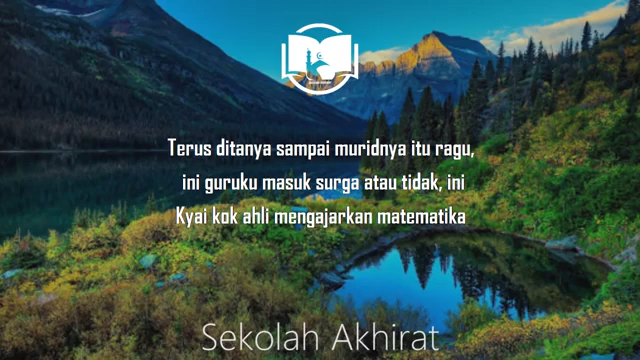 Terus ditanya sampai muridnya itu ragu,
ini guruku masuk surga atau tidak, ini
Kyai kok ahli mengajarkan matematika
Sekolah Akhirat